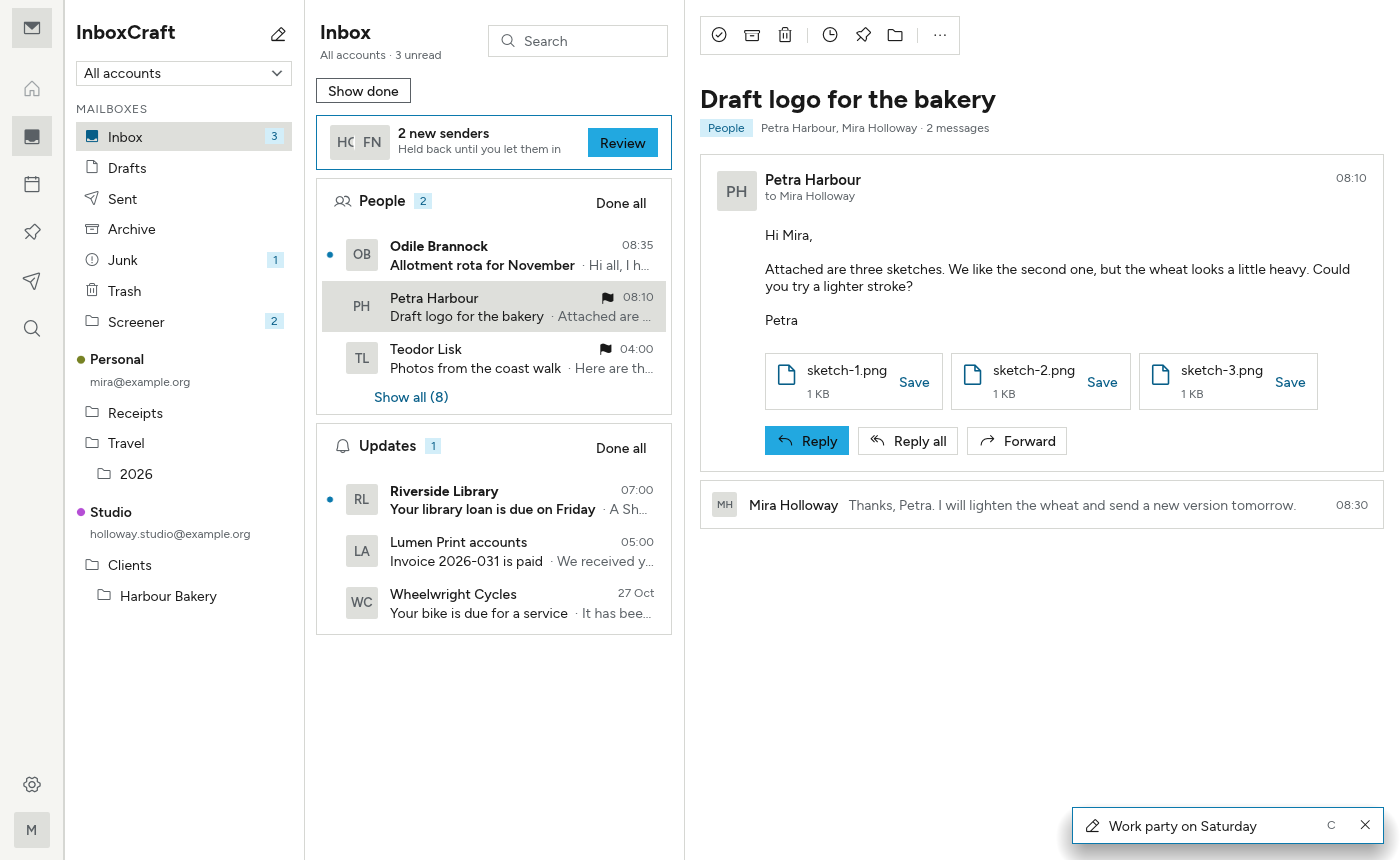 InboxCraft
All accounts
MAILBOXES
Inbox 3
Drafts
Sent
Archive
Junk 1
Trash
Screener 2
Personal
mira@example.org
Receipts
Travel
2026
Studio
holloway.studio@example.org
Clients
Harbour Bakery
M
Inbox
All accounts · 3 unread
Search
Show done
HC FN
2 new senders
Held back until you let them in
Review
People 2
Done all
OB
Odile Brannock 08:35
Allotment rota for November · Hi all, I h...
PH
Petra Harbour 08:10
Draft logo for the bakery · Attached are ...
TL
Teodor Lisk 04:00
Photos from the coast walk · Here are th...
Show all (8)
Updates 1
Done all
RL
Riverside Library 07:00
Your library loan is due on Friday · A Sh...
LA
Lumen Print accounts 05:00
Invoice 2026-031 is paid · We received y...
WC
Wheelwright Cycles 27 Oct
Your bike is due for a service · It has bee...
Draft logo for the bakery
People Petra Harbour, Mira Holloway · 2 messages
PH
Petra Harbour 08:10
to Mira Holloway
Hi Mira,
Attached are three sketches. We like the second one, but the wheat looks a little heavy. Could
you try a lighter stroke?
Petra
sketch-1.png
1 KB
Save
sketch-2.png
1 KB
Save
sketch-3.png
1 KB
Save
Reply
Reply all
Forward
MH Mira Holloway Thanks, Petra. I will lighten the wheat and send a new version tomorrow. 08:30
Work party on Saturday C